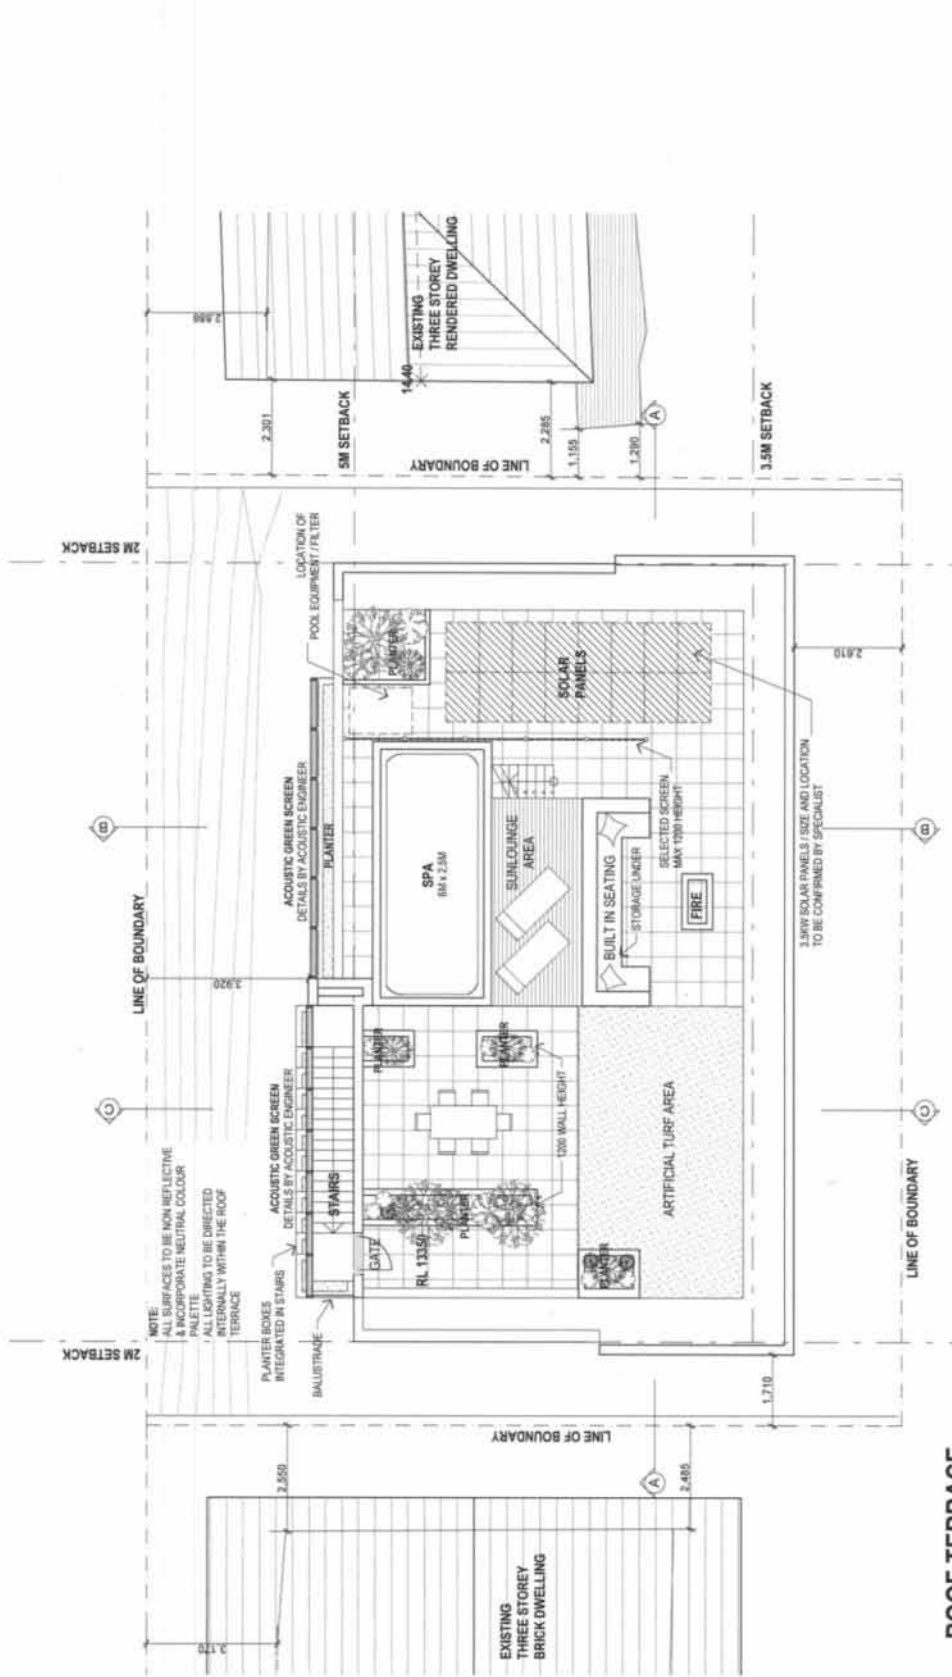 NOTE:
ALL SURFACES TO BE NON REFLECTIVE
& INCORPORATE NEUTRAL COLOUR
PALETTE
ALL LIGHTING TO BE DIRECTED
INTERNALLY WITHIN THE ROOF
TERRACE
LINE OF BOUNDARY
2M SETBACK
2M SETBACK
C
B
3,920
PLANTER BOXES
INTEGRATED IN STAIRS
BALUSTRADE
ACOUSTIC GREEN SCREEN
DETAILS BY ACOUSTIC ENGINEER
ACOUSTIC GREEN SCREEN
DETAILS BY ACOUSTIC ENGINEER
LOCATION OF
POOL EQUIPMENT / FILTER
STAIRS
GATE
PLANTER
PLANTER
PLANTER
PLANTER
PLANTER
PLANTER
RL 13350
1200 WALL HEIGHT
SPA
6M x 2.5M
SUNLOUNGE
AREA
BUILT IN SEATING
STORAGE UNDER
FIRE
SELECTED SCREEN
MAX 1200 HEIGHT
SOLAR
PANELS
ARTIFICIAL TURF AREA
3.5KW SOLAR PANELS / SIZE AND LOCATION
TO BE CONFIRMED BY SPECIALIST
2,610
1,710
LINE OF BOUNDARY
LINE OF BOUNDARY
LINE OF BOUNDARY
C
B
A
A
3,170
2,550
2,485
EXISTING
THREE STOREY
BRICK DWELLING
2,301
5M SETBACK
14.40
EXISTING
THREE STOREY
RENDERED DWELLING
2,285
1,155
1,290
3.5M SETBACK
ROOF TERRACE